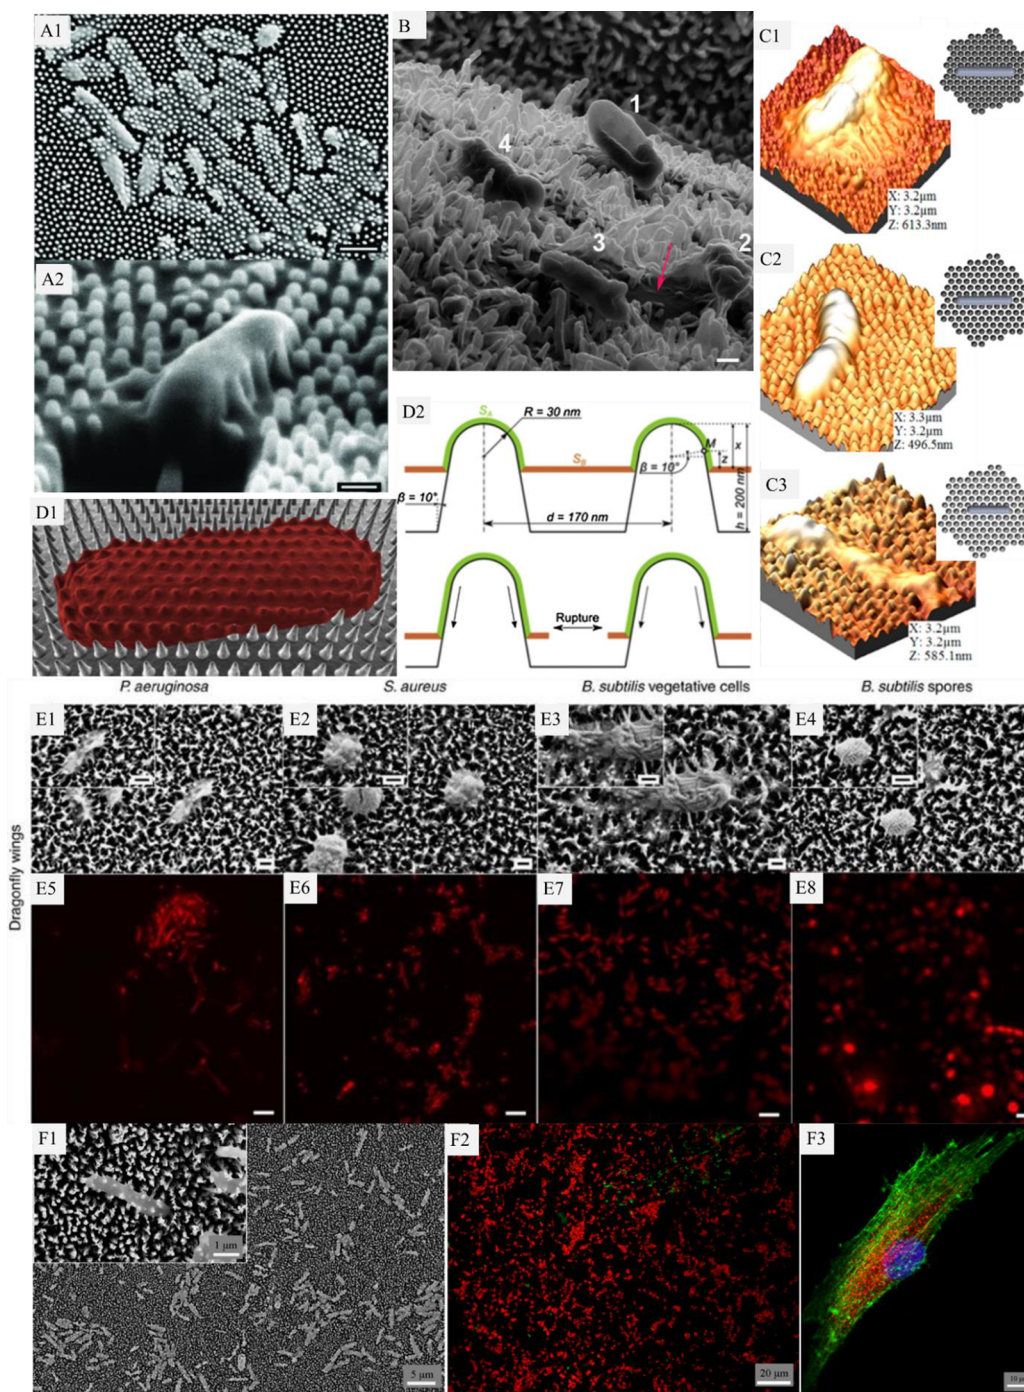 A1
B
1
4
3
2
A2
C1
X: 3.2µm
Y: 3.2µm
Z: 613.3nm
C2
X: 3.3µm
Y: 3.2µm
Z: 496.5nm
C3
X: 3.2µm
Y: 3.2µm
Z: 585.1nm
D1
D2
S_A
R = 30 nm
S_B
M
x
z
β = 10°
β = 10°
h = 200 nm
d = 170 nm
Rupture
P. aeruginosa
S. aureus
B. subtilis vegetative cells
B. subtilis spores
Dragonfly wings
E1
E2
E3
E4
E5
E6
E7
E8
F1
1 µm
5 µm
F2
20 µm
F3